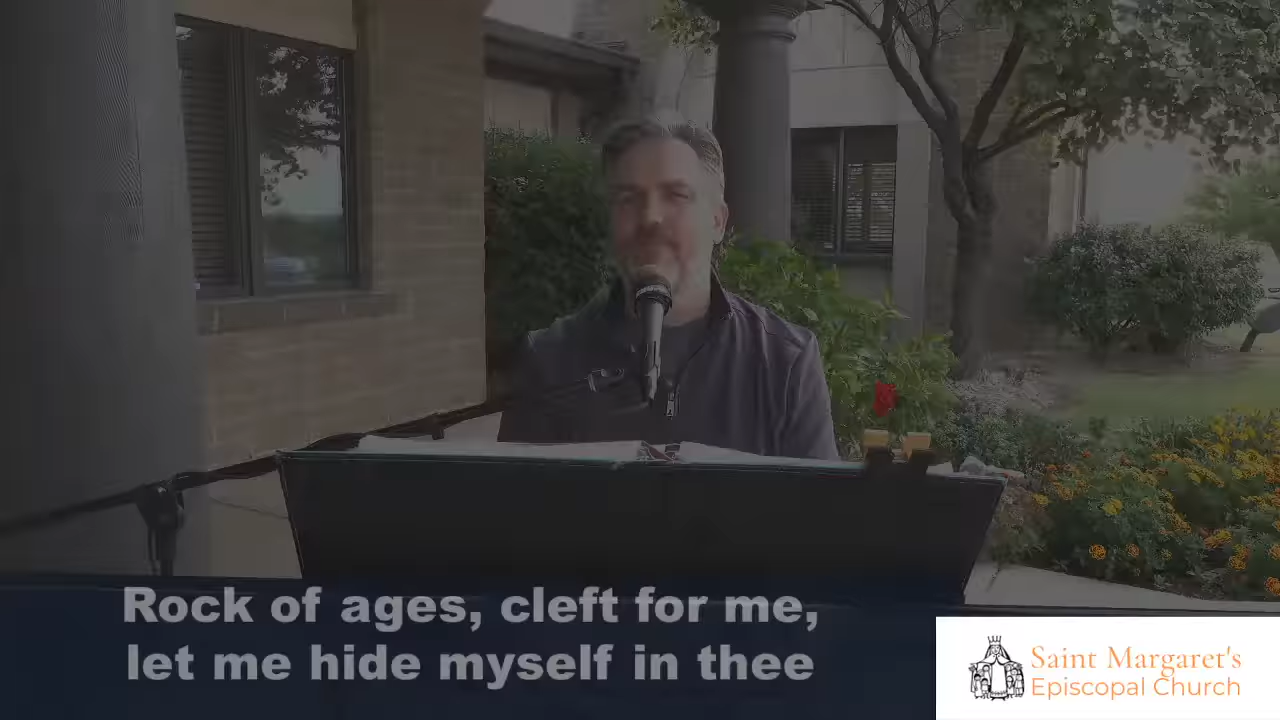 Rock of ages, cleft for me,
let me hide myself in thee
Saint Margaret's
Episcopal Church